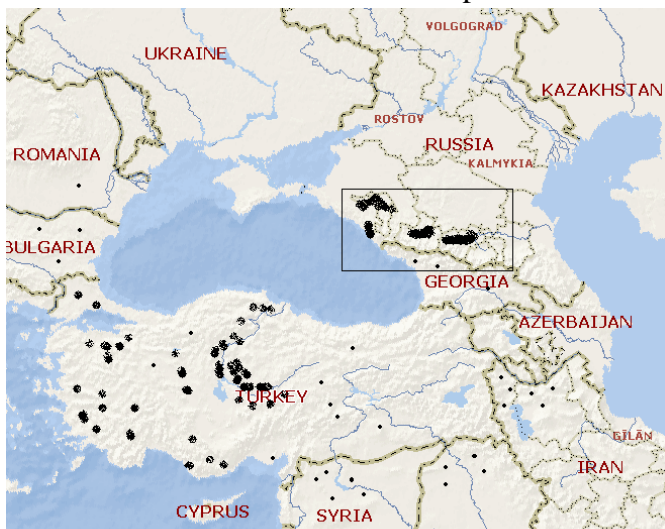 VOLGOGRAD
UKRAINE
KAZAKHSTAN
ROSTOV
RUSSIA
ROMANIA
KALMYKIA
BULGARIA
GEORGIA
AZERBAIJAN
TURKEY
GĪLĀN
IRAN
CYPRUS
SYRIA